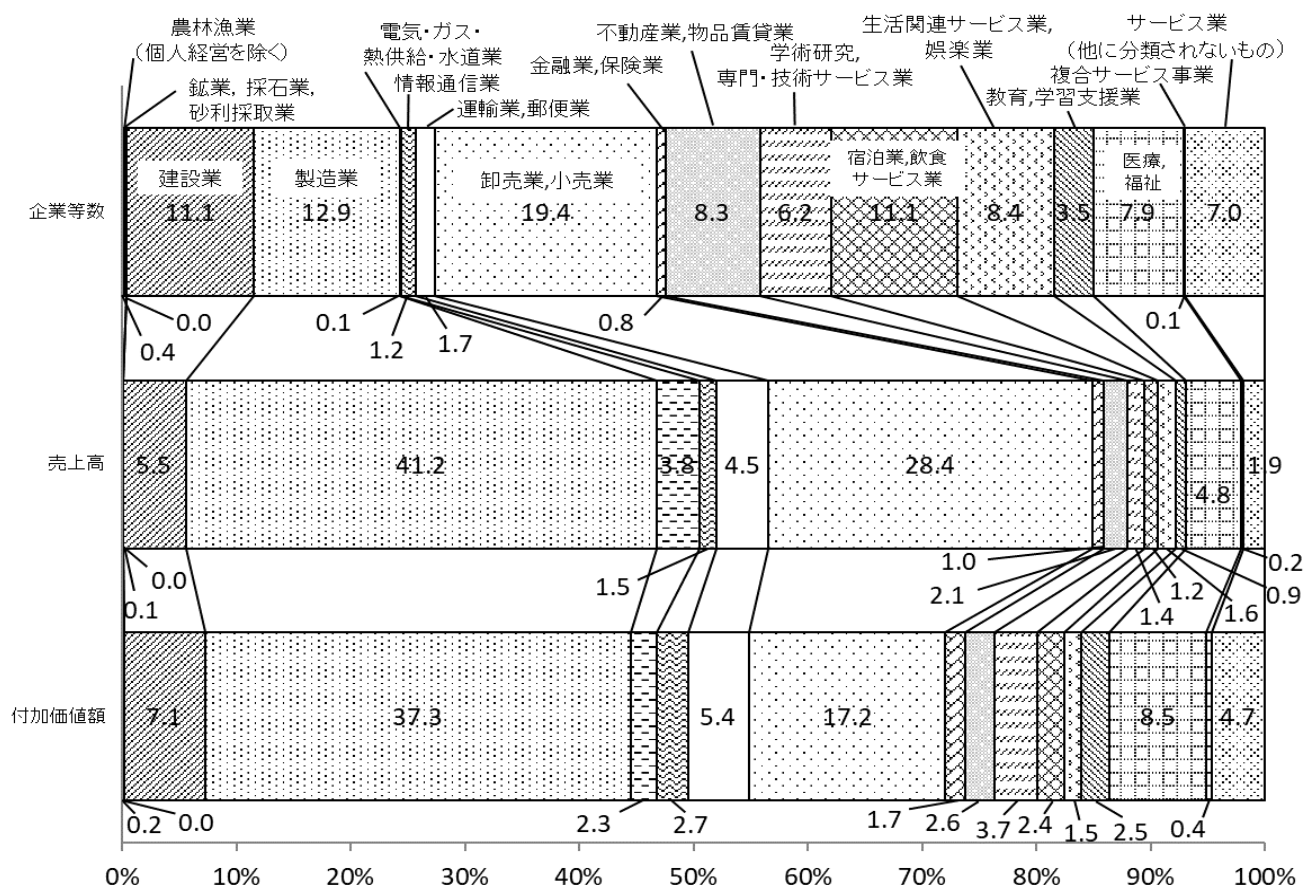 農林漁業
(個人経営を除く)
鉱業, 採石業,
砂利採取業
電気・ガス・
熱供給・水道業
情報通信業
運輸業,郵便業
金融業,保険業
不動産業,物品賃貸業
学術研究,
専門・技術サービス業
生活関連サービス業,
娯楽業
教育,学習支援業
複合サービス事業
サービス業
(他に分類されないもの)
建設業
製造業
卸売業,小売業
宿泊業,飲食
サービス業
医療,
福祉
企業等数
11.1
12.9
19.4
8.3
6.2
11.1
8.4
3.5
7.9
7.0
0.0
0.4
0.1
1.2
1.7
0.8
0.1
売上高
5.5
41.2
3.8
4.5
28.4
4.8
1.9
0.0
0.1
1.5
1.0
2.1
1.4
1.2
1.6
0.9
0.2
付加価値額
7.1
37.3
5.4
17.2
8.5
4.7
0.2
0.0
2.3
2.7
1.7
2.6
3.7
2.4
1.5
2.5
0.4
0% 10% 20% 30% 40% 50% 60% 70% 80% 90% 100%